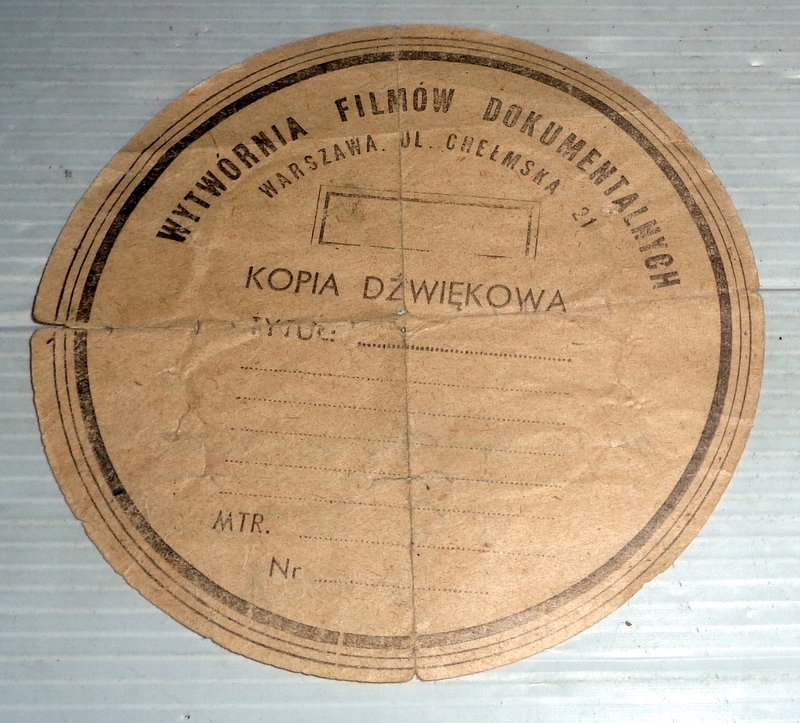 WYTWÓRNIA FILMÓW DOKUMENTALNYCH
WARSZAWA. UL. CHEŁMSKA 21
KOPIA DŹWIĘKOWA
TYTUŁ:
MTR.
Nr